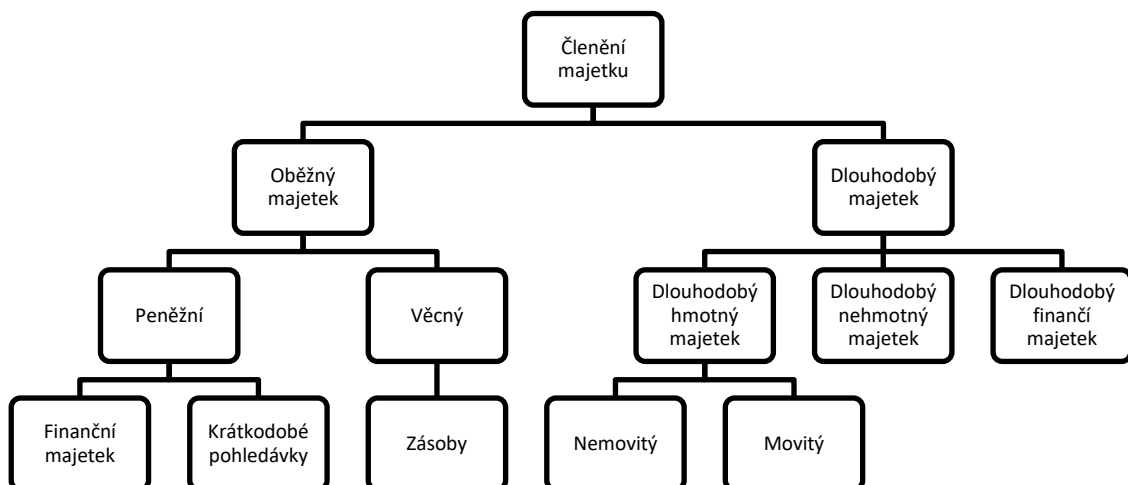 Členění
majetku
Oběžný
majetek
Dlouhodobý
majetek
Peněžní
Věcný
Dlouhodobý
hmotný
majetek
Dlouhodobý
nehmotný
majetek
Dlouhodobý
finančí
majetek
Finanční
majetek
Krátkodobé
pohledávky
Zásoby
Nemovitý
Movitý